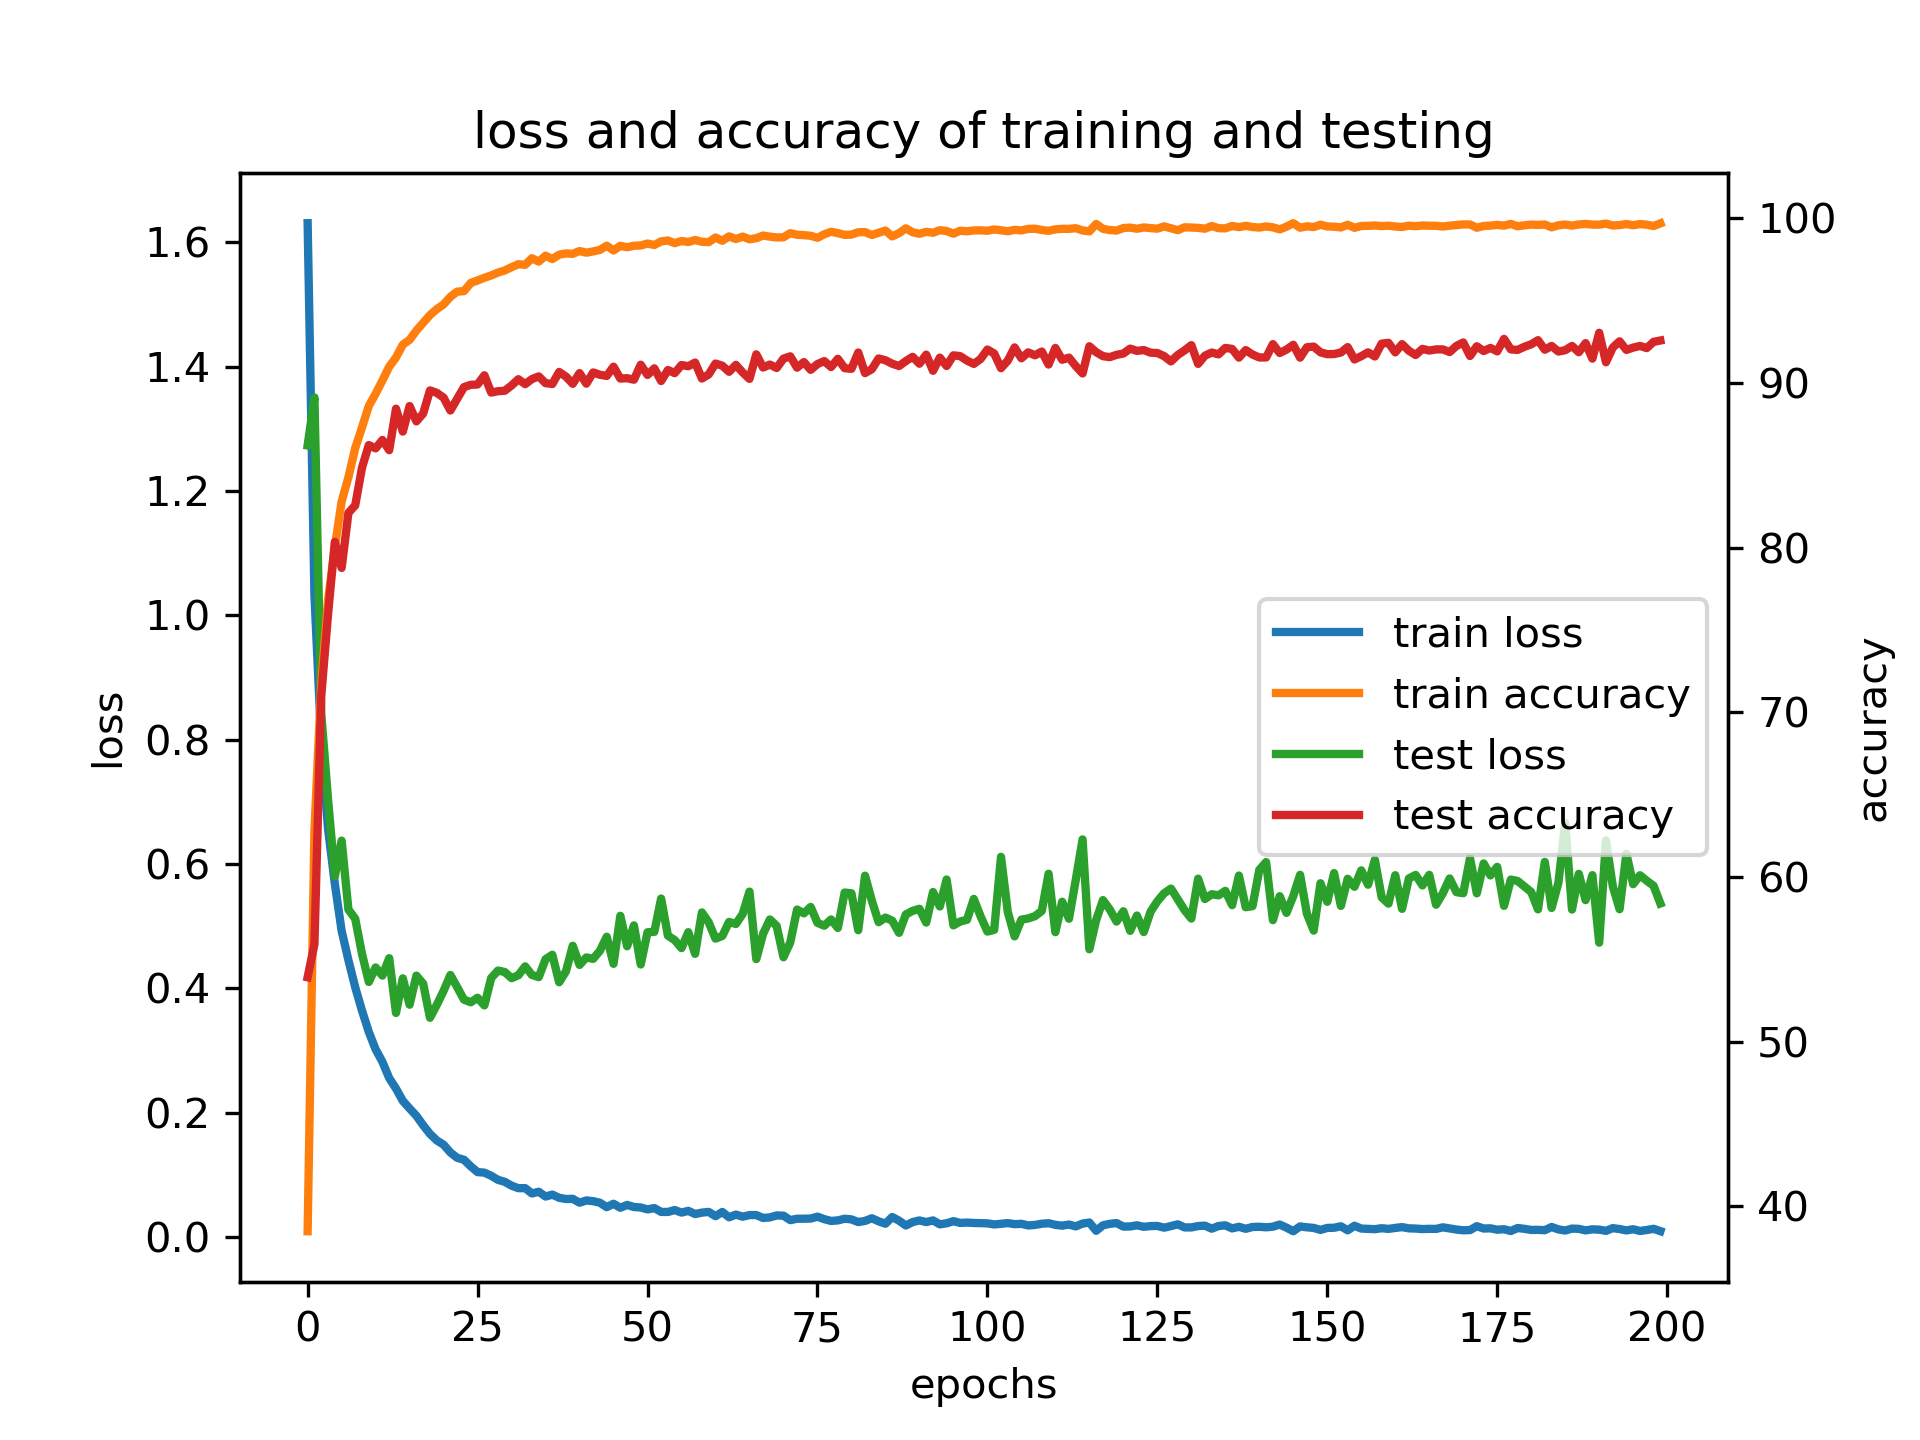 loss and accuracy of training and testing
1.6
1.4
1.2
1.0
0.8
0.6
0.4
0.2
0.0
loss
100
90
80
70
60
50
40
accuracy
train loss
train accuracy
test loss
test accuracy
0 25 50 75 100 125 150 175 200
epochs